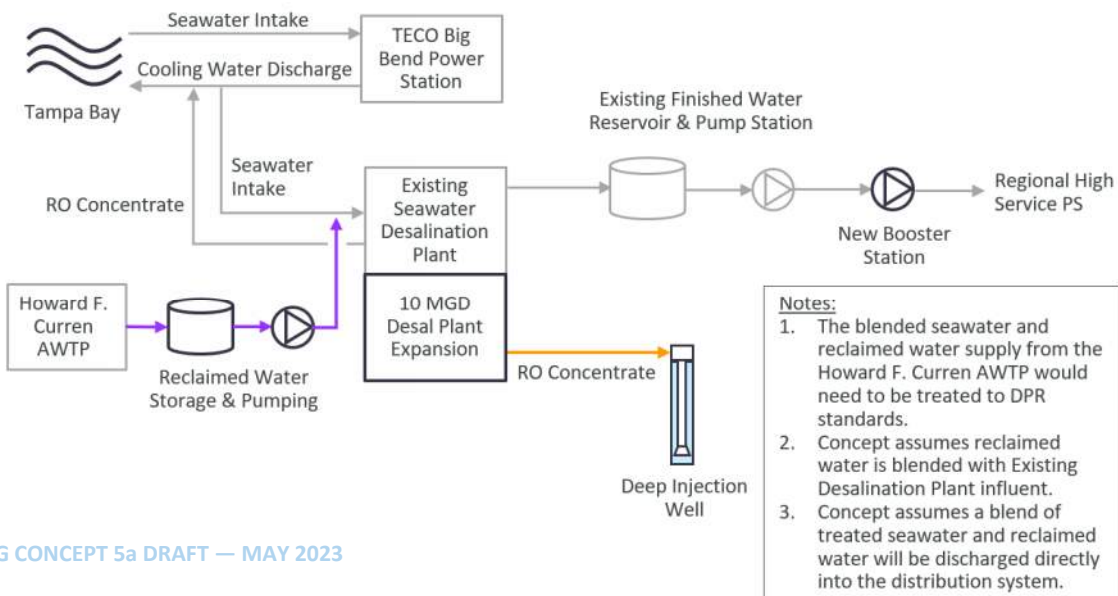 Seawater Intake
TECO Big
Bend Power
Station
Cooling Water Discharge
Tampa Bay
Existing Finished Water
Reservoir & Pump Station
Seawater
Intake
RO Concentrate
Existing
Seawater
Desalination
Plant
Regional High
Service PS
New Booster
Station
Howard F.
Curren
AWTP
10 MGD
Desal Plant
Expansion
Reclaimed Water
Storage & Pumping
RO Concentrate
Deep Injection
Well
Notes:
1. The blended seawater and
reclaimed water supply from the
Howard F. Curren AWTP would
need to be treated to DPR
standards.
2. Concept assumes reclaimed
water is blended with Existing
Desalination Plant influent.
3. Concept assumes a blend of
treated seawater and reclaimed
water will be discharged directly
into the distribution system.
G CONCEPT 5a DRAFT — MAY 2023